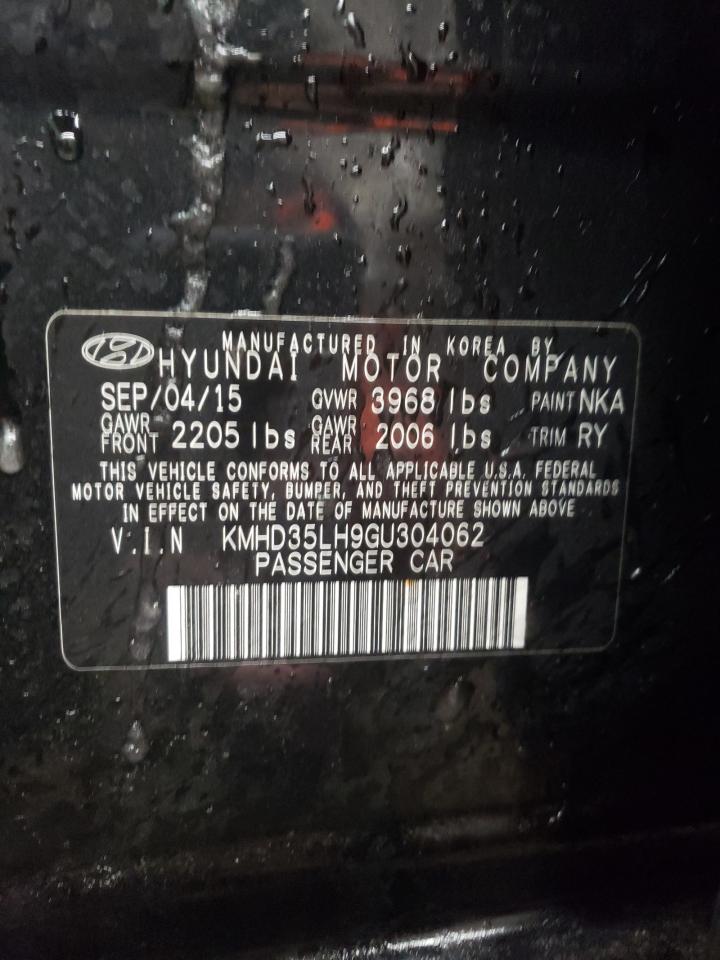 MANUFACTURED IN KOREA BY
HYUNDAI MOTOR COMPANY
SEP/04/15 GVWR 3968 lbs PAINT NKA
GAWR FRONT 2205 lbs GAWR REAR 2006 lbs TRIM RY
THIS VEHICLE CONFORMS TO ALL APPLICABLE U.S.A. FEDERAL
MOTOR VEHICLE SAFETY, BUMPER, AND THEFT PREVENTION STANDARDS
IN EFFECT ON THE DATE OF MANUFACTURE SHOWN ABOVE
V.I.N KMHD35LH9GU304062
PASSENGER CAR